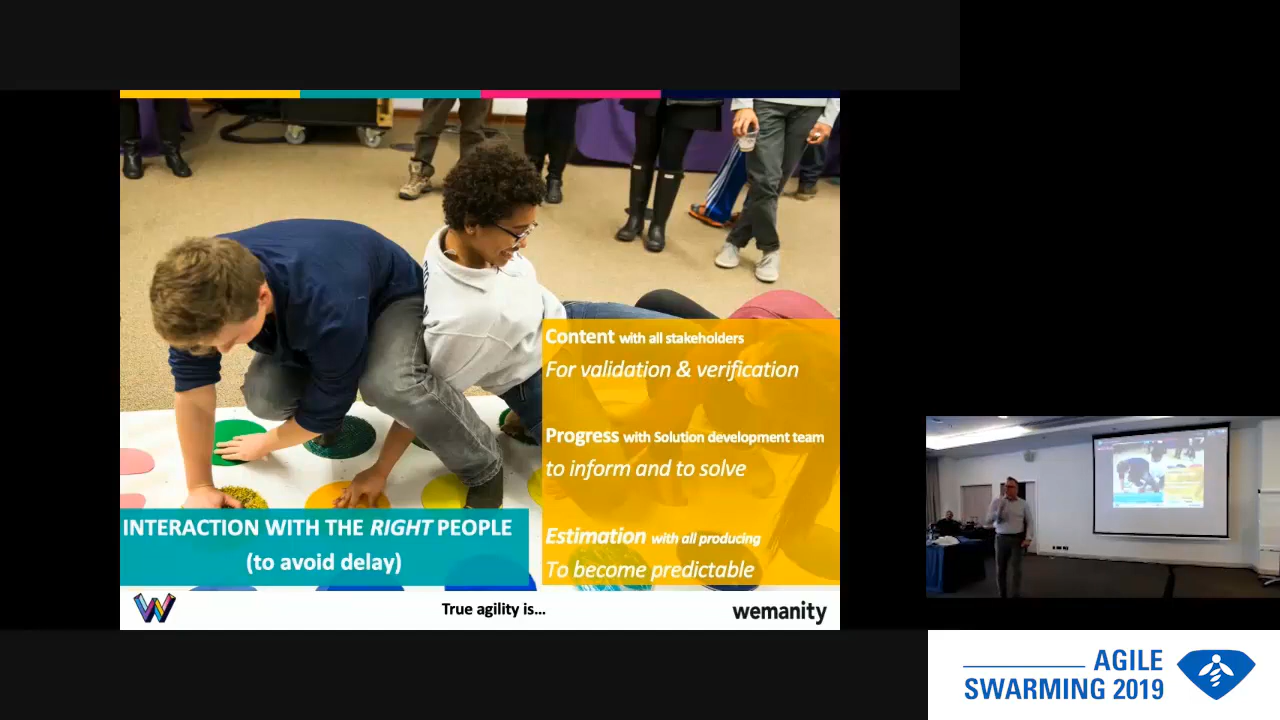 Content with all stakeholders
For validation & verification
Progress with Solution development team
to inform and to solve
Estimation with all producing
To become predictable
INTERACTION WITH THE RIGHT PEOPLE
(to avoid delay)
True agility is...
wemanity
AGILE
SWARMING 2019